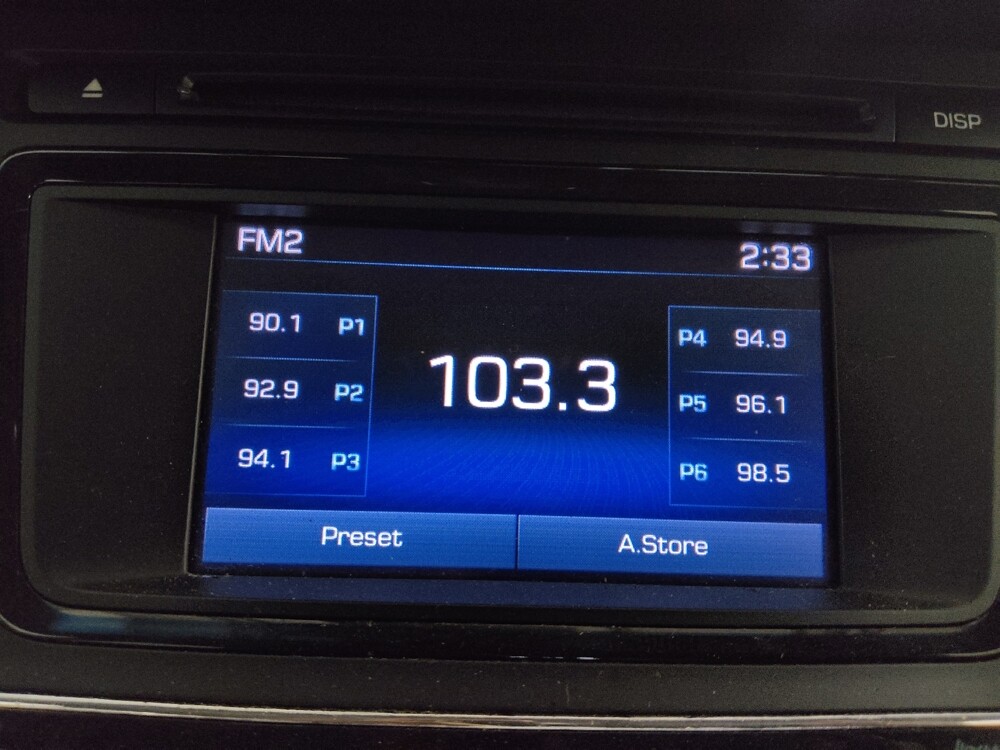 DISP
FM2 2:33
90.1 P1
92.9 P2
94.1 P3
103.3
P4 94.9
P5 96.1
P6 98.5
Preset A.Store